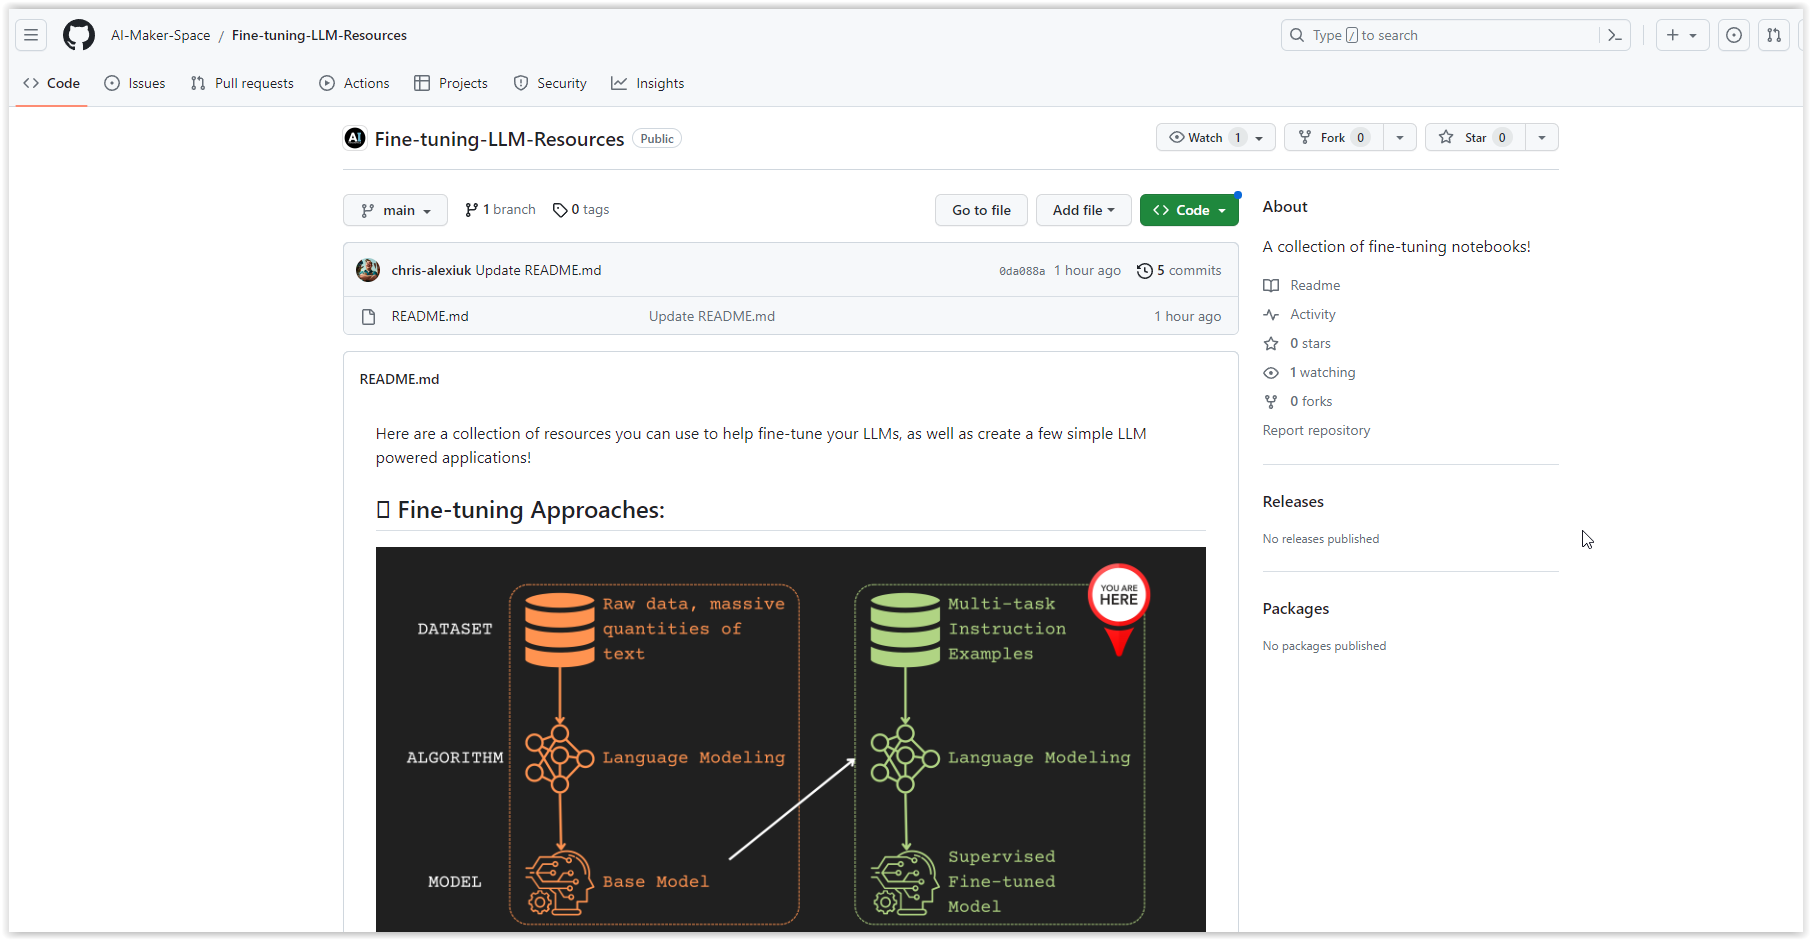 AI-Maker-Space / Fine-tuning-LLM-Resources
Type / to search
Code
Issues
Pull requests
Actions
Projects
Security
Insights
AI
Fine-tuning-LLM-Resources
Public
Watch 1
Fork 0
Star 0
main
1 branch
0 tags
Go to file
Add file
Code
chris-alexiuk Update README.md
0da088a 1 hour ago
5 commits
README.md
Update README.md
1 hour ago
README.md
Here are a collection of resources you can use to help fine-tune your LLMs, as well as create a few simple LLM
powered applications!
Fine-tuning Approaches:
DATASET
Raw data, massive
quantities of
text
Multi-task
Instruction
Examples
YOU ARE
HERE
ALGORITHM
Language Modeling
Language Modeling
MODEL
Base Model
Supervised
Fine-tuned
Model
About
A collection of fine-tuning notebooks!
Readme
Activity
0 stars
1 watching
0 forks
Report repository
Releases
No releases published
Packages
No packages published